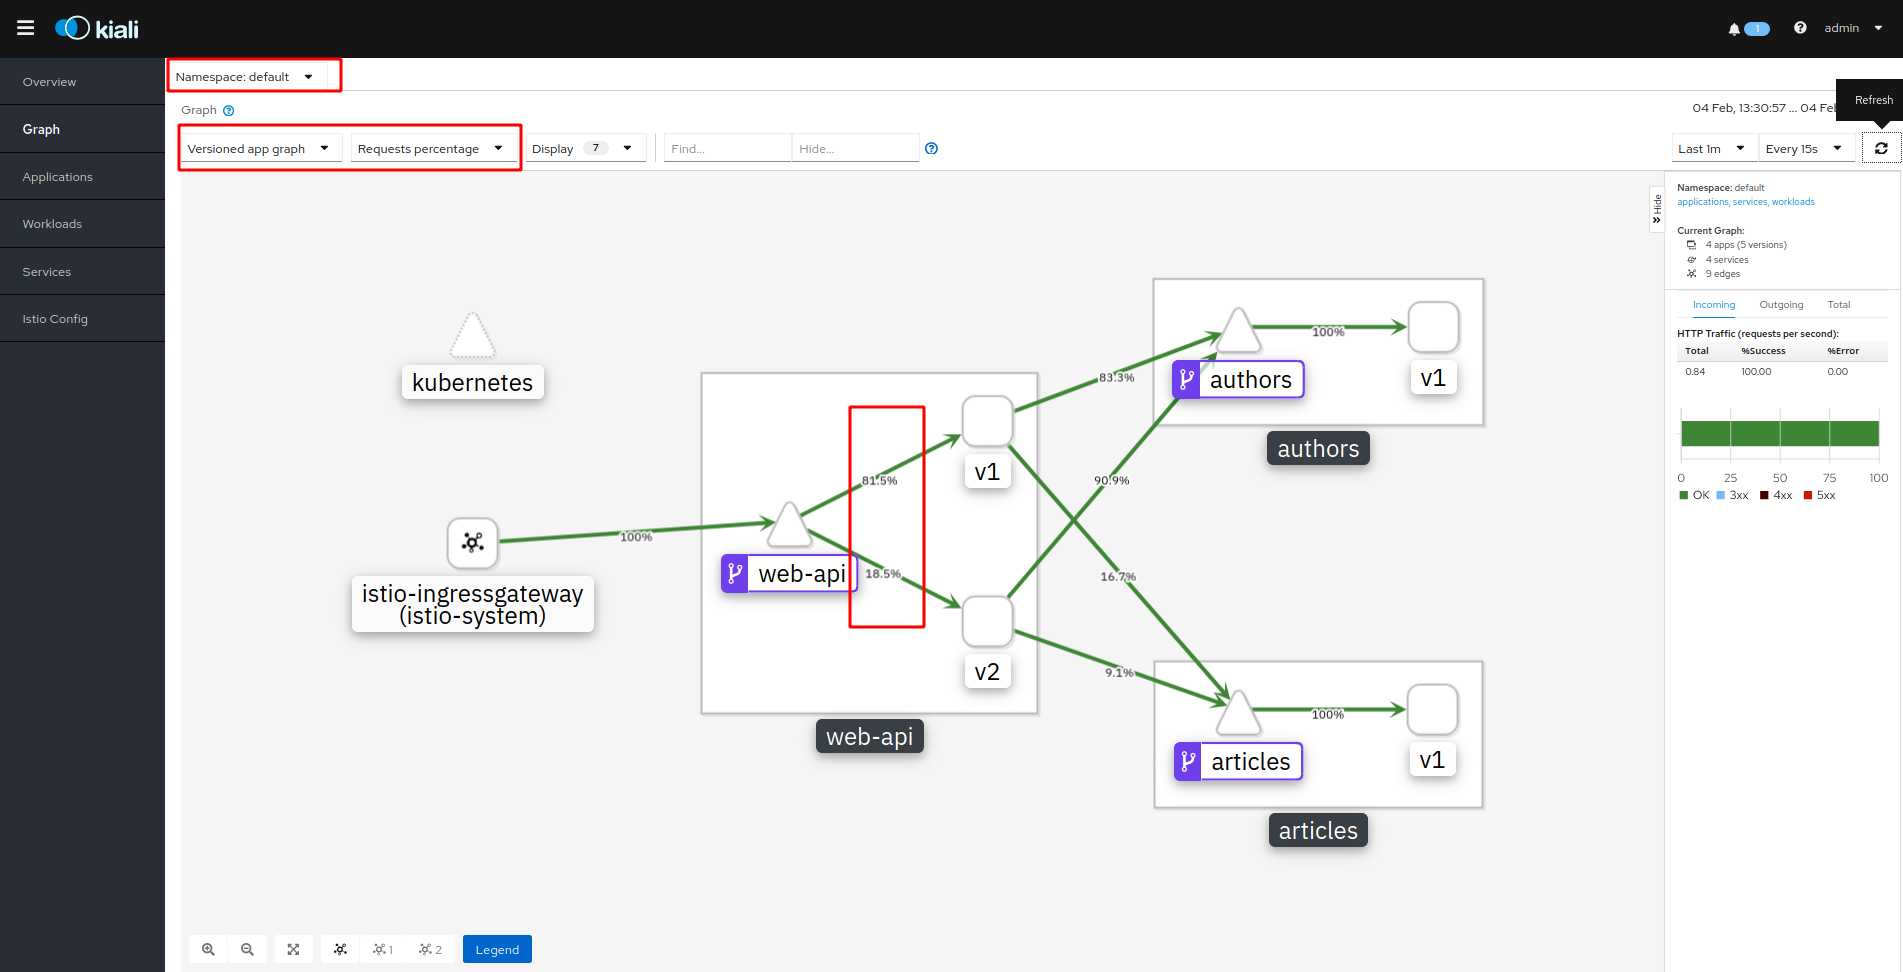 kiali
1
admin
Overview
Graph
Applications
Workloads
Services
Istio Config
Namespace: default
Graph
04 Feb, 13:30:57 ... 04 Feb
Refresh
Versioned app graph
Requests percentage
Display 7
Find...
Hide...
Last 1m
Every 15s
Hide
kubernetes
istio-ingressgateway
(istio-system)
100%
web-api
81.5%
18.5%
v1
v2
web-api
83.3%
90.9%
16.7%
9.1%
authors
100%
v1
authors
articles
100%
v1
articles
Namespace: default
applications, services, workloads
Current Graph:
4 apps (5 versions)
4 services
9 edges
Incoming Outgoing Total
HTTP Traffic (requests per second):
Total %Success %Error
0.84 100.00 0.00
0 25 50 75 100
OK 3xx 4xx 5xx
1
2
Legend